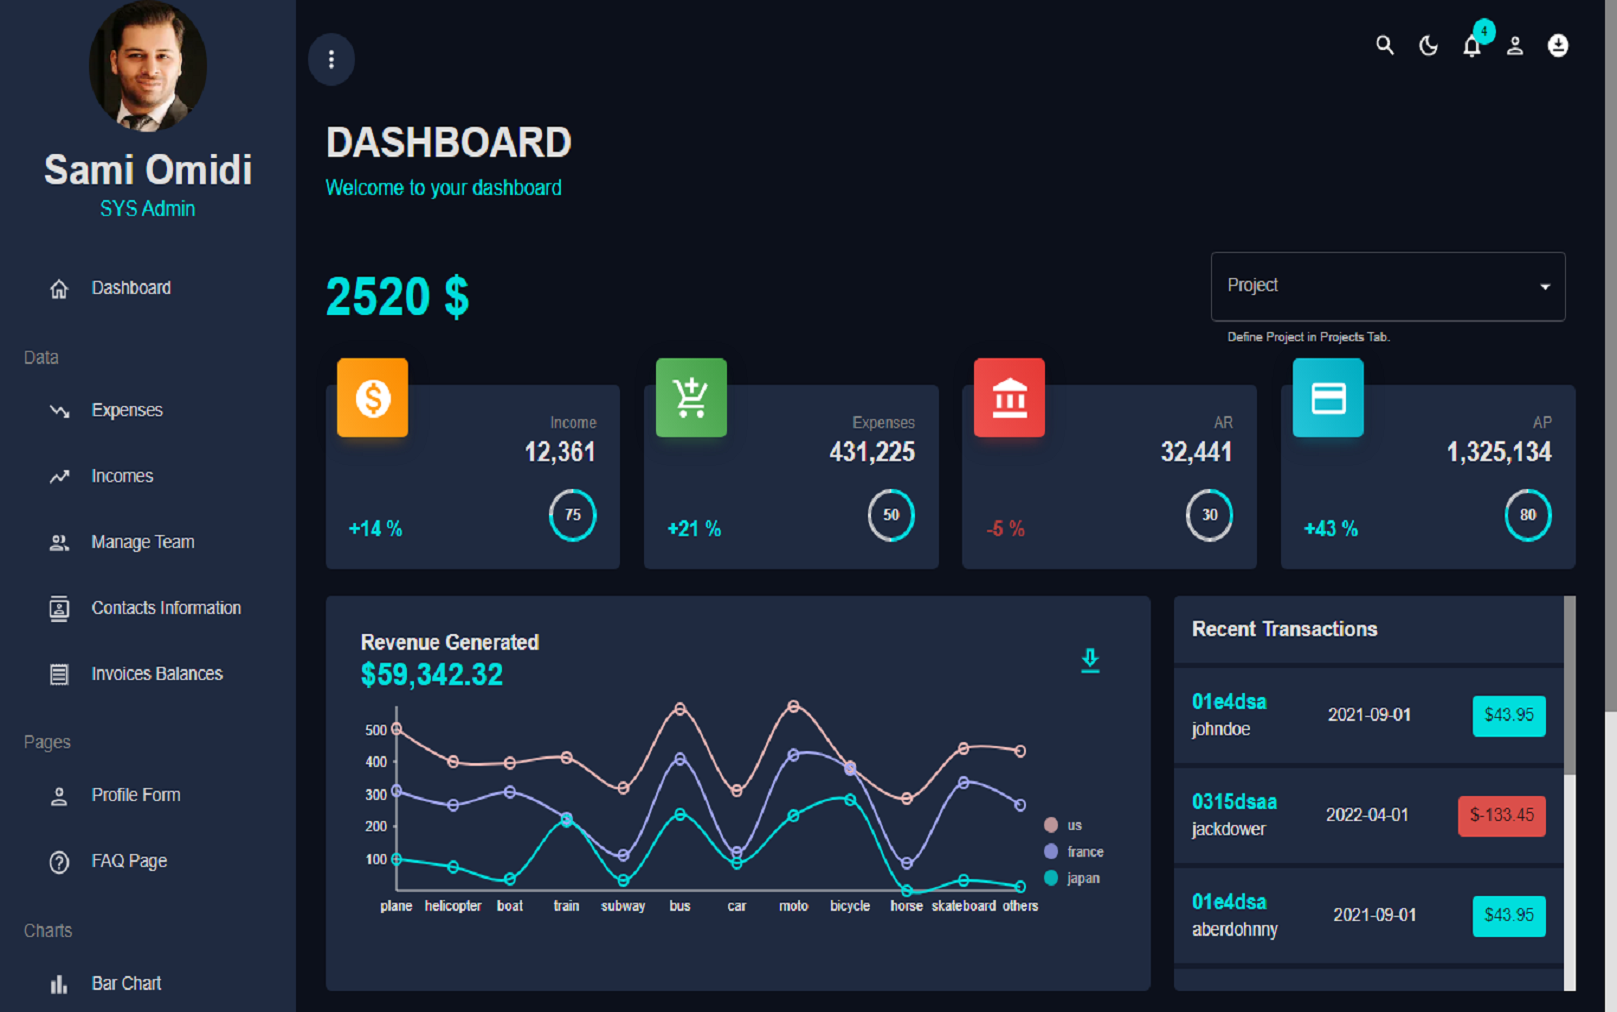 Sami Omidi
SYS Admin
Dashboard
Data
Expenses
Incomes
Manage Team
Contacts Information
Invoices Balances
Pages
Profile Form
FAQ Page
Charts
Bar Chart
4
DASHBOARD
Welcome to your dashboard
2520 $
Project
Define Project in Projects Tab.
Income
12,361
+14 %
75
Expenses
431,225
+21 %
50
AR
32,441
-5 %
30
AP
1,325,134
+43 %
80
Revenue Generated
$59,342.32
500
400
300
200
100
plane helicopter boat train subway bus car moto bicycle horse skateboard others
us
france
japan
Recent Transactions
01e4dsa
johndoe
2021-09-01
$43.95
0315dsaa
jackdower
2022-04-01
$-133.45
01e4dsa
aberdohnny
2021-09-01
$43.95